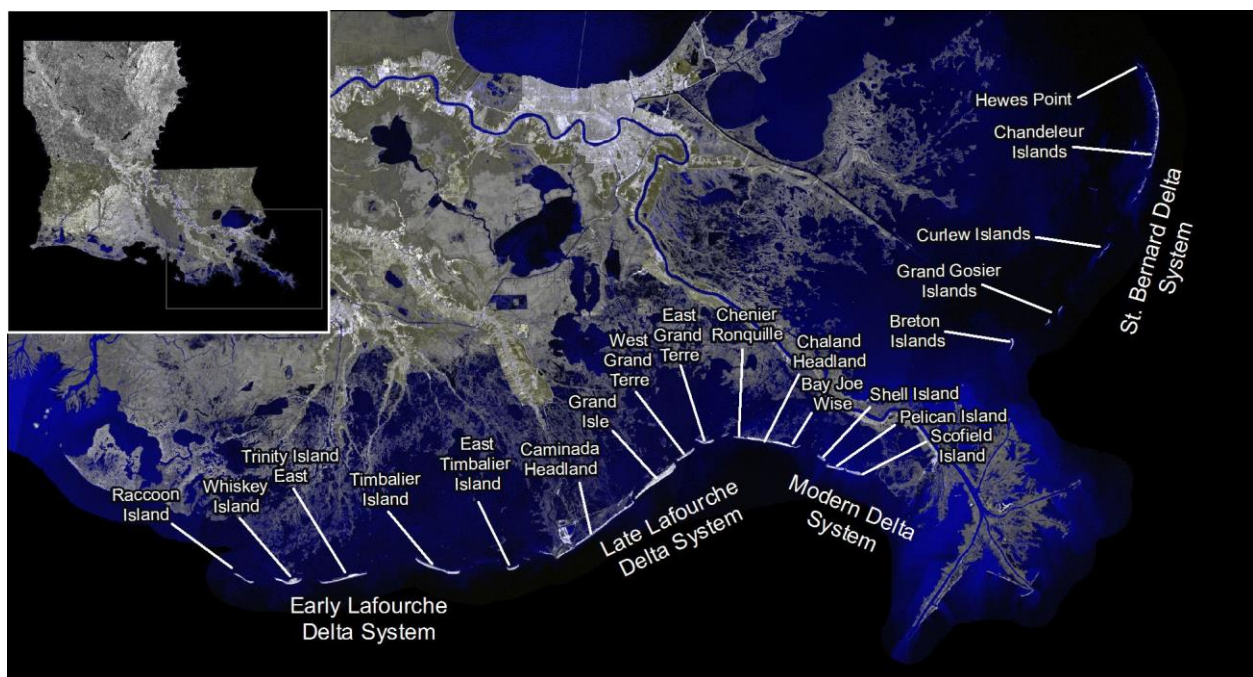 Hewes Point
Chandeleur
Islands
St. Bernard Delta
System
Curlew Islands
Grand Gosier
Islands
Breton
Islands
Chenier
Ronquille
East
Grand
Terre
West
Grand
Terre
Chaland
Headland
Bay Joe
Wise
Shell Island
Pelican Island
Scofield
Island
Grand
Isle
Caminada
Headland
East
Timbalier
Island
Timbalier
Island
Trinity Island
East
Whiskey
Island
Raccoon
Island
Early Lafourche
Delta System
Late Lafourche
Delta System
Modern Delta
System